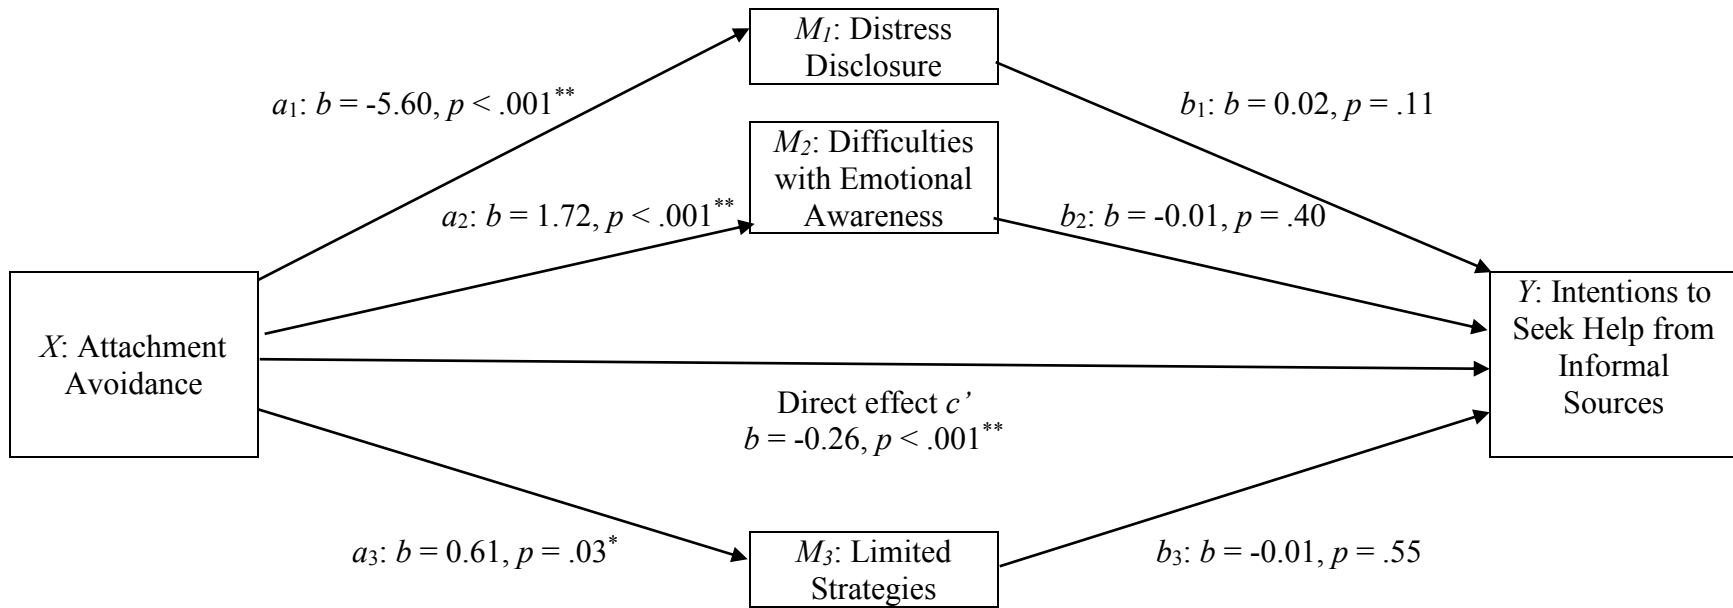 M1: Distress
Disclosure
a1: b = -5.60, p < .001**
b1: b = 0.02, p = .11
M2: Difficulties
with Emotional
Awareness
a2: b = 1.72, p < .001**
b2: b = -0.01, p = .40
X: Attachment
Avoidance
Y: Intentions to
Seek Help from
Informal
Sources
Direct effect c’
b = -0.26, p < .001**
a3: b = 0.61, p = .03*
M3: Limited
Strategies
b3: b = -0.01, p = .55